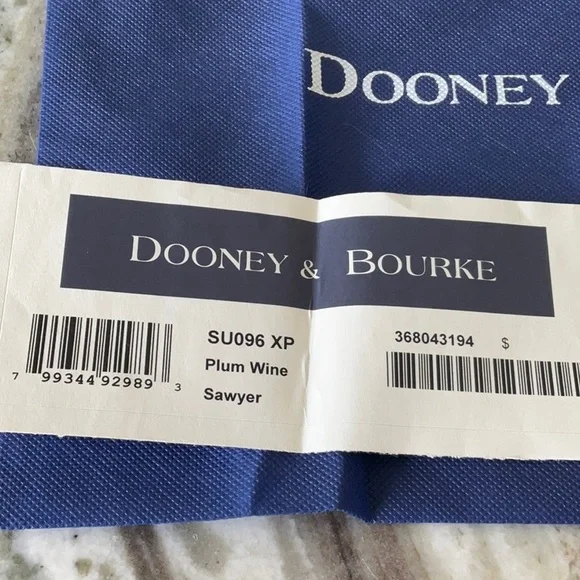 DOONEY
DOONEY & BOURKE
SU096 XP
Plum Wine
Sawyer
7 99344 92989 3
368043194 $